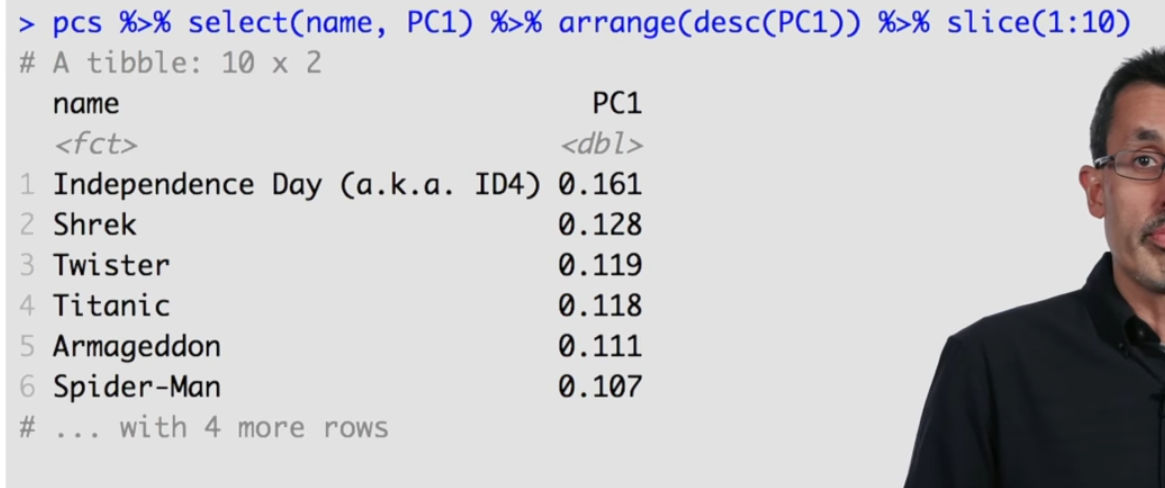 > pcs %>% select(name, PC1) %>% arrange(desc(PC1)) %>% slice(1:10)
# A tibble: 10 x 2
name PC1
<fct> <dbl>
1 Independence Day (a.k.a. ID4) 0.161
2 Shrek 0.128
3 Twister 0.119
4 Titanic 0.118
5 Armageddon 0.111
6 Spider-Man 0.107
# ... with 4 more rows